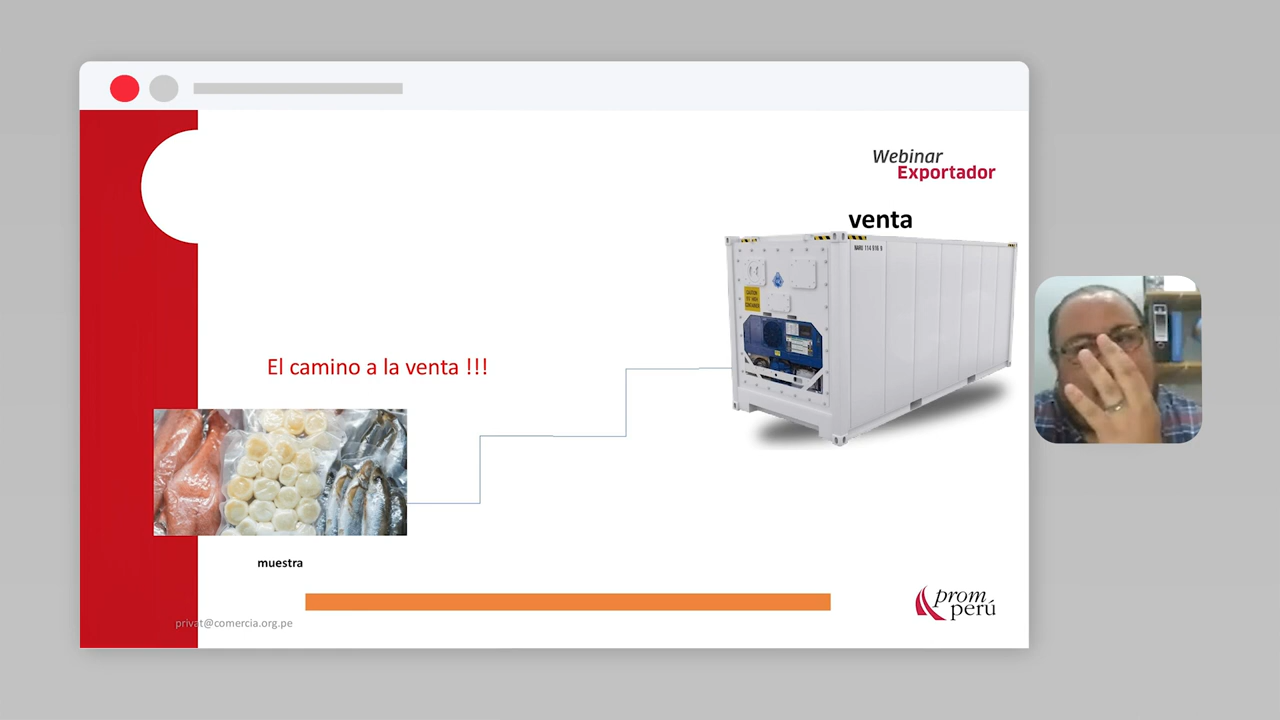 Webinar
Exportador
venta
El camino a la venta !!!
muestra
prom
perú
privat@comercia.org.pe